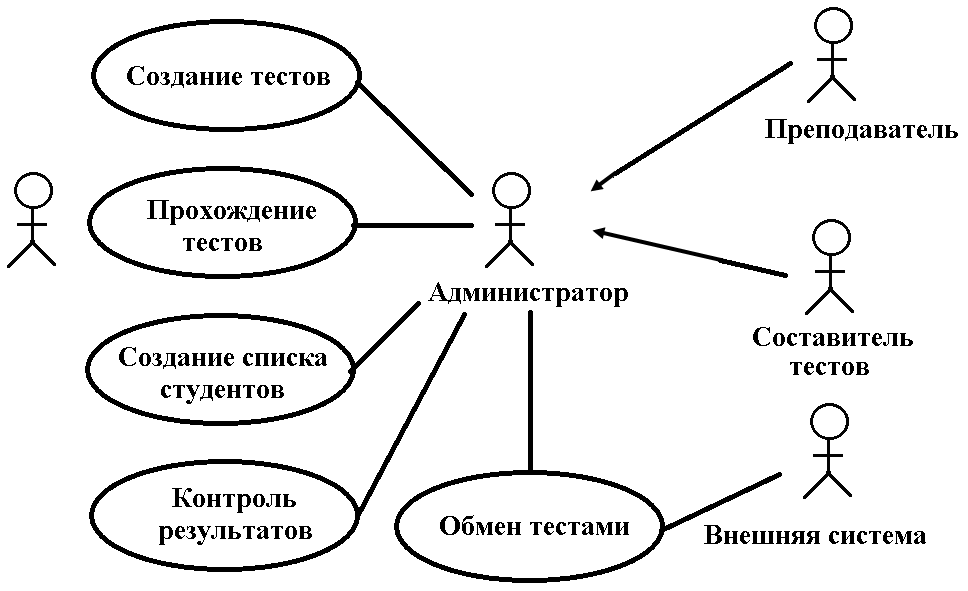 Создание тестов
Преподаватель
Прохождение
тестов
Администратор
Составитель
тестов
Создание списка
студентов
Контроль
результатов
Обмен тестами
Внешняя система